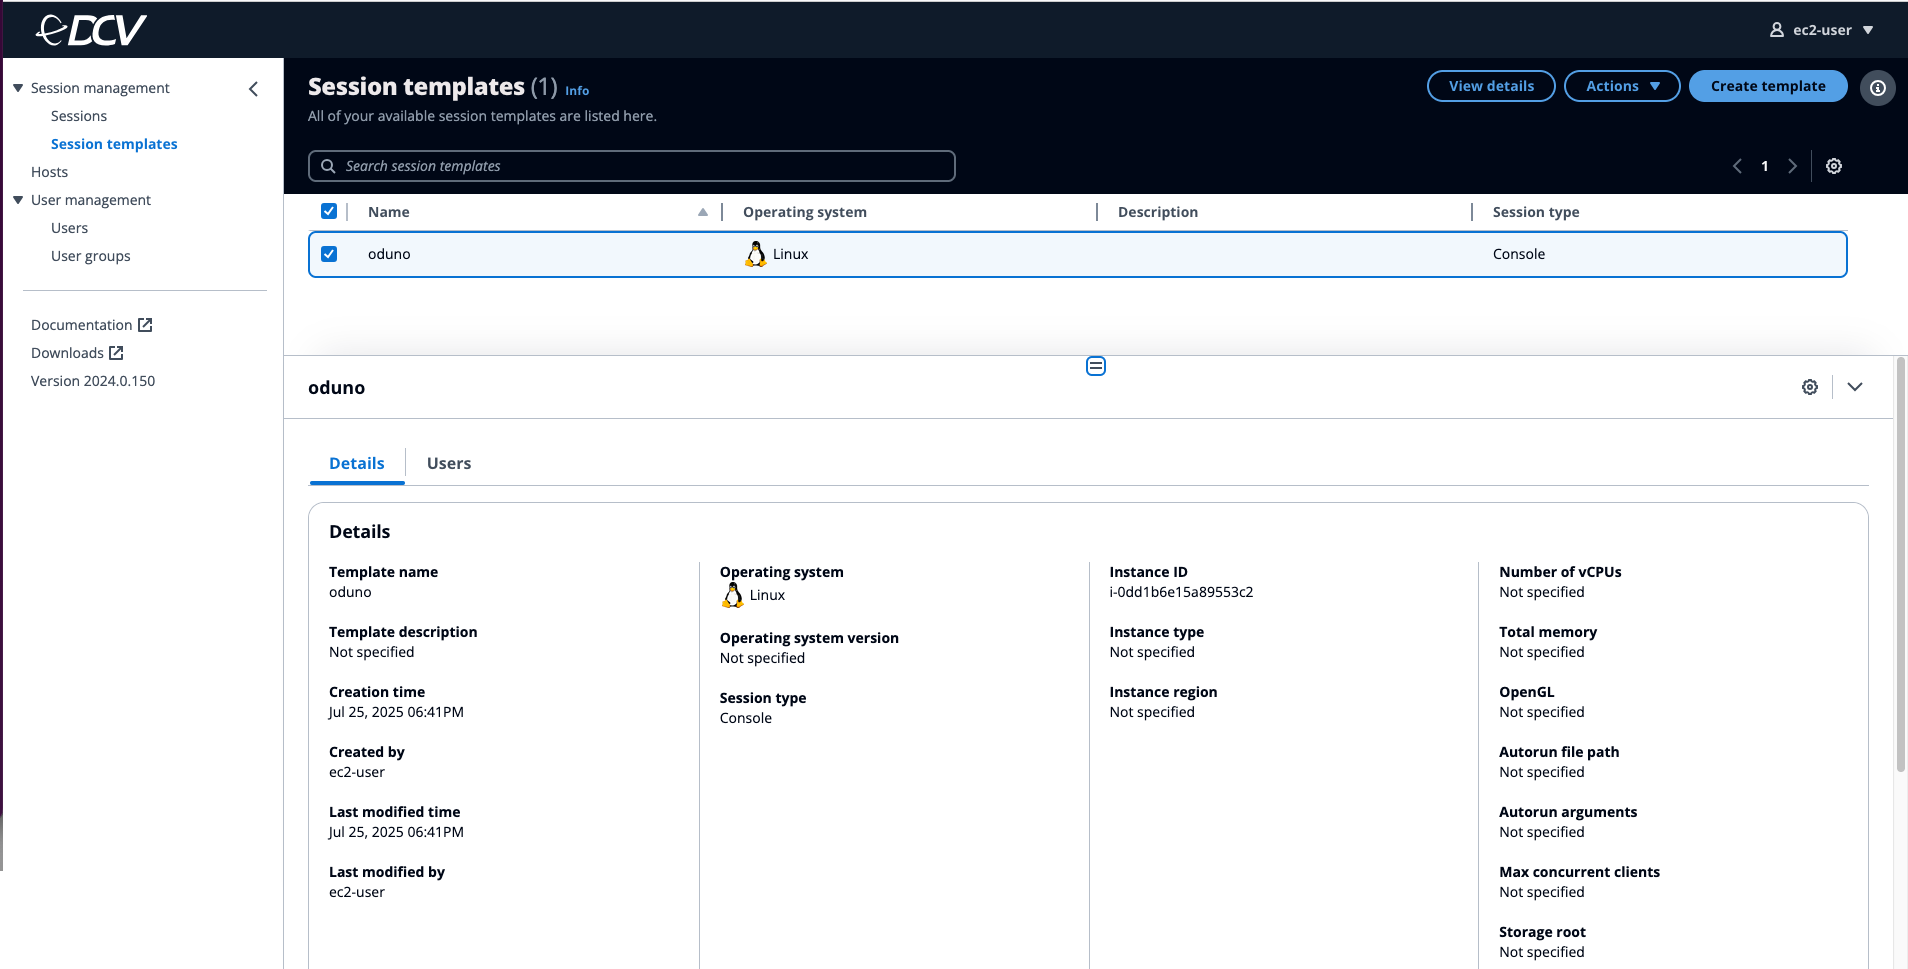 DCV
ec2-user
Session management
Sessions
Session templates
Hosts
User management
Users
User groups
Documentation
Downloads
Version 2024.0.150
Session templates (1) Info
All of your available session templates are listed here.
View details
Actions
Create template
Search session templates
1
Name
Operating system
Description
Session type
oduno
Linux
Console
oduno
Details
Users
Details
Template name
oduno
Template description
Not specified
Creation time
Jul 25, 2025 06:41PM
Created by
ec2-user
Last modified time
Jul 25, 2025 06:41PM
Last modified by
ec2-user
Operating system
Linux
Operating system version
Not specified
Session type
Console
Instance ID
i-0dd1b6e15a89553c2
Instance type
Not specified
Instance region
Not specified
Number of vCPUs
Not specified
Total memory
Not specified
OpenGL
Not specified
Autorun file path
Not specified
Autorun arguments
Not specified
Max concurrent clients
Not specified
Storage root
Not specified